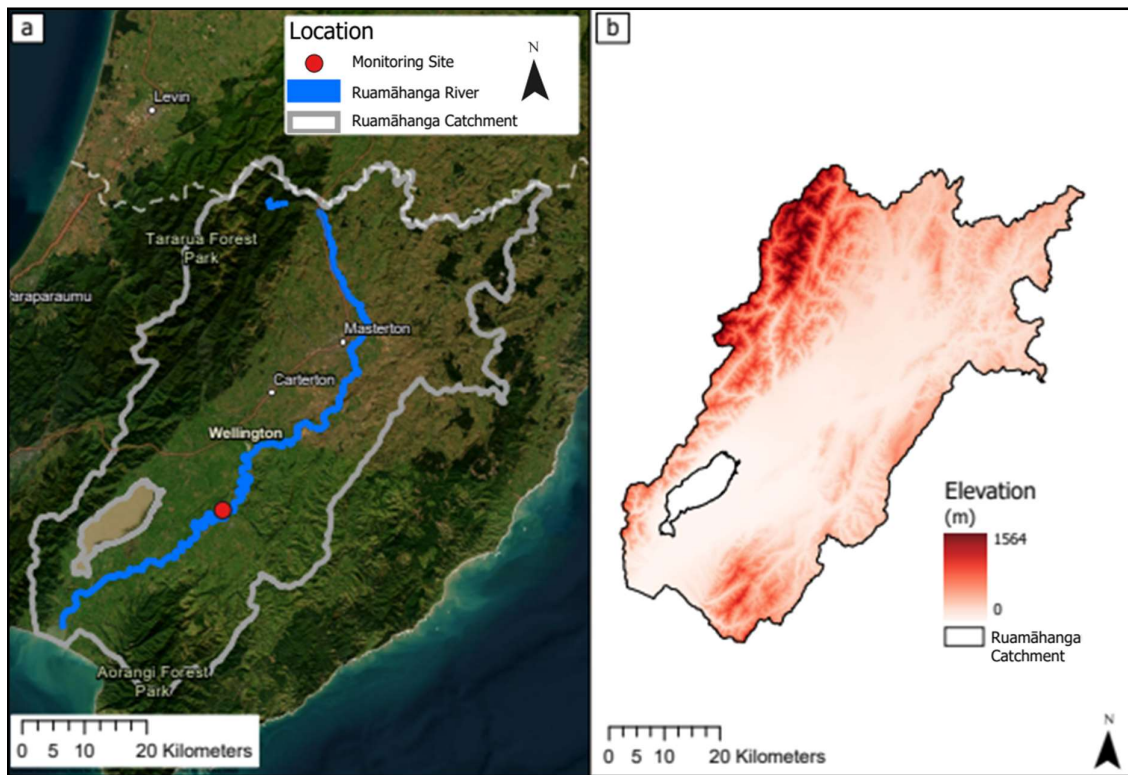 a
Location
N
Monitoring Site
Ruamāhanga River
Ruamāhanga Catchment
Levin
Tararua Forest
Park
Masterton
Carterton
Wellington
Aorangi Forest
Park
0 5 10 20 Kilometers
b
Elevation
(m)
1564
0
Ruamāhanga
Catchment
0 5 10 20 Kilometers
N